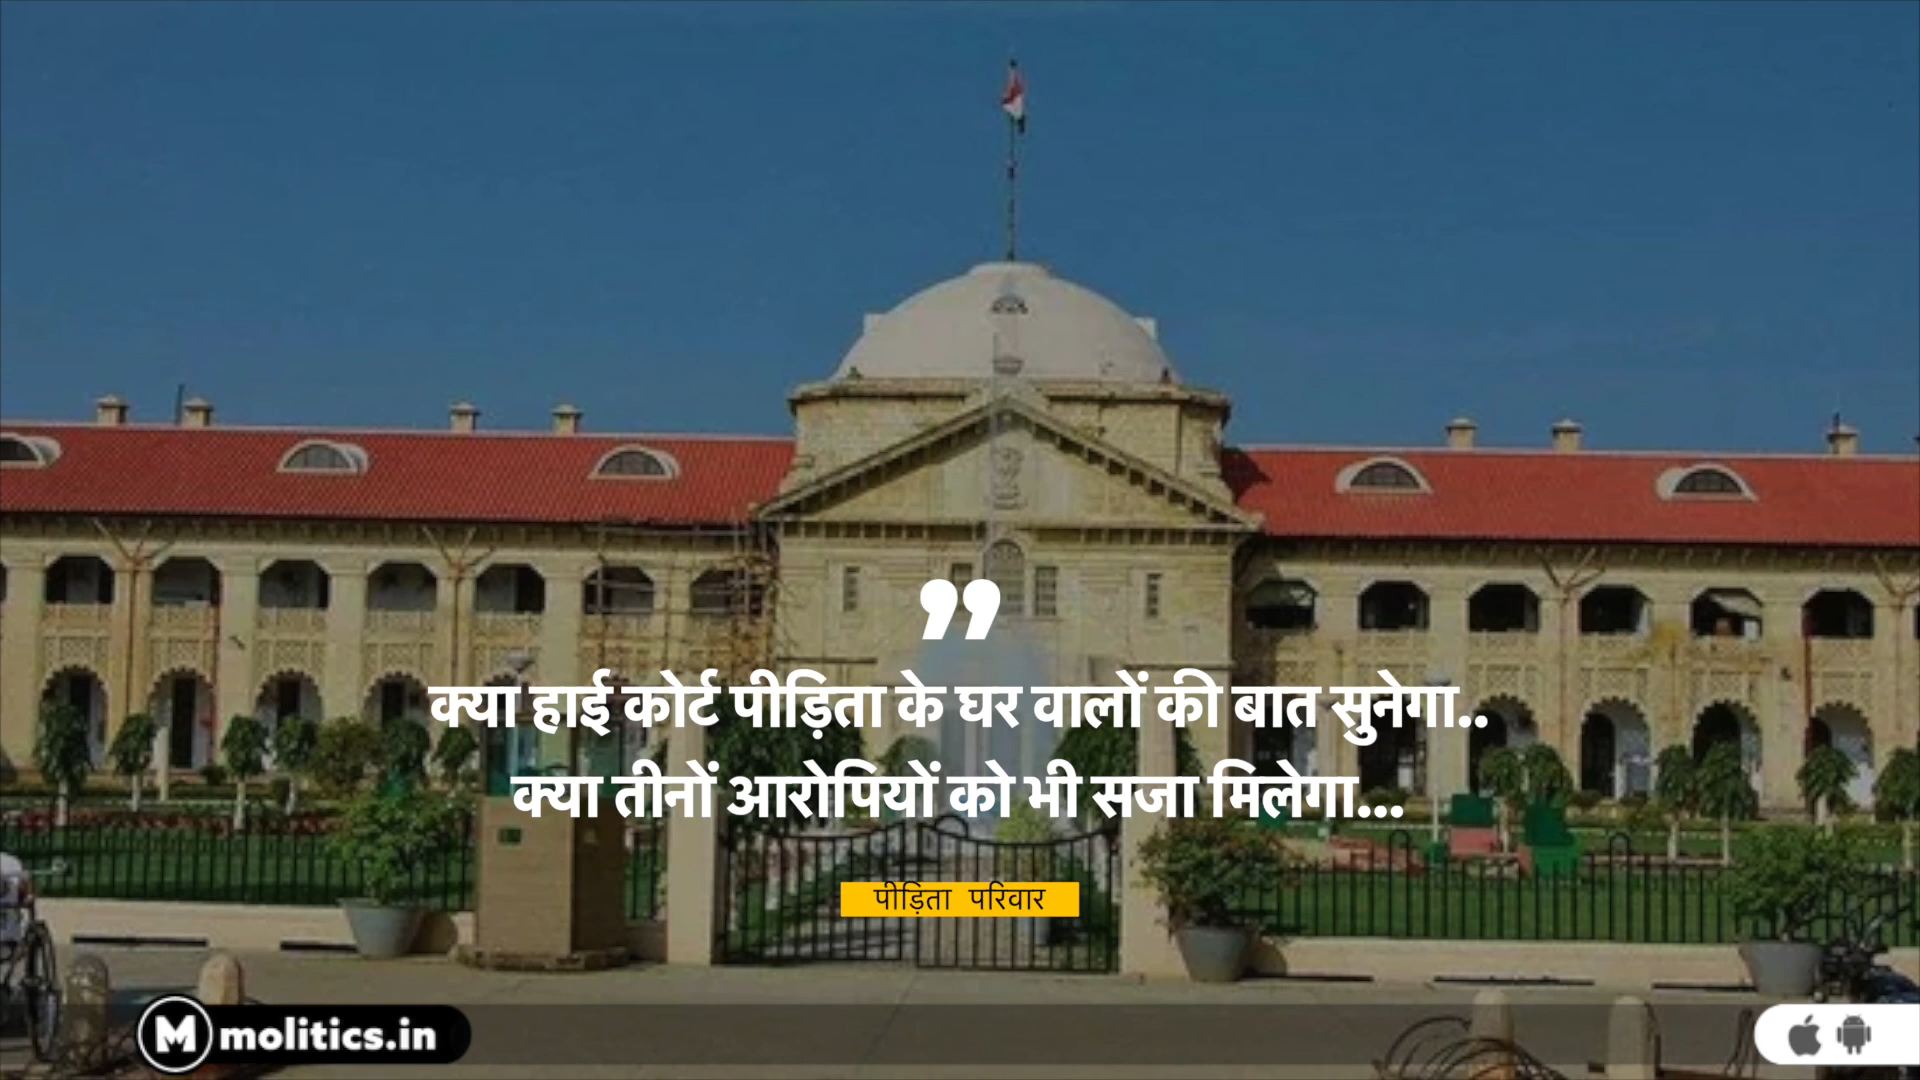 ”
क्या हाई कोर्ट पीड़िता के घर वालों की बात सुनेगा..
क्या तीनों आरोपियों को भी सजा मिलेगा...
पीड़िता परिवार
M molitics.in